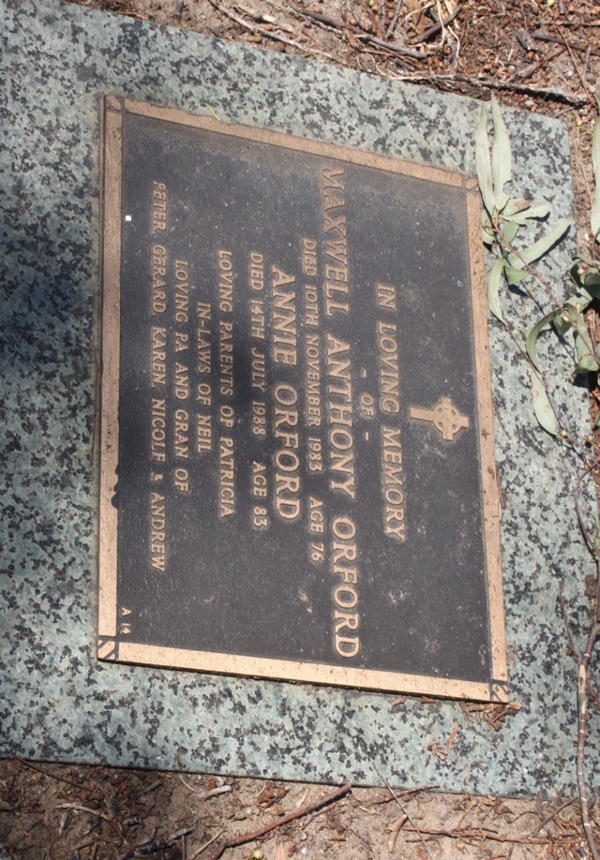 IN LOVING MEMORY
- OF -
MAXWELL ANTHONY ORFORD
DIED 10TH NOVEMBER 1983 AGE 76
ANNIE ORFORD
DIED 14TH JULY 1988 AGE 83
LOVING PARENTS OF PATRICIA
IN-LAWS OF NEIL
LOVING PA AND GRAN OF
PETER, GERARD, KAREN, NICOLE & ANDREW
A 14